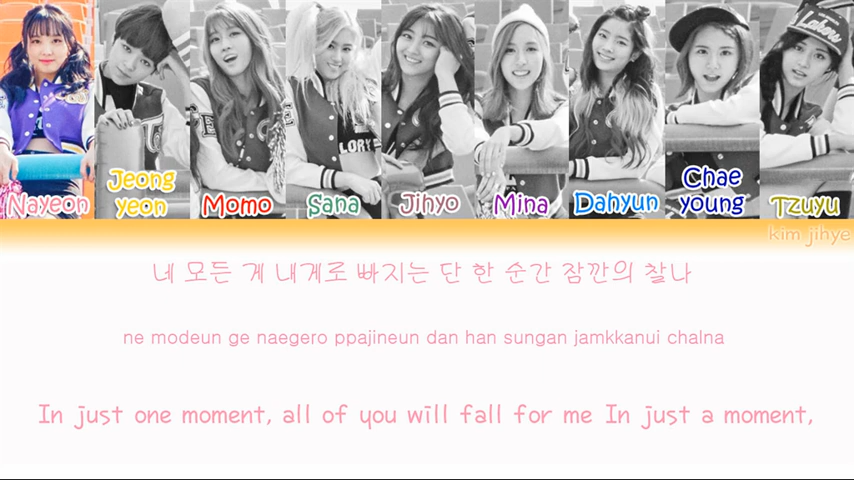 Nayeon
Jeong
yeon
Momo
Sana
Jihyo
Mina
Dahyun
Chae
young
Tzuyu
kim jihye
네 모든 게 내게로 빠지는 단 한 순간 잠깐의 찰나
ne modeun ge naegero ppajineun dan han sungan jamkkanui chalna
In just one moment, all of you will fall for me In just a moment,